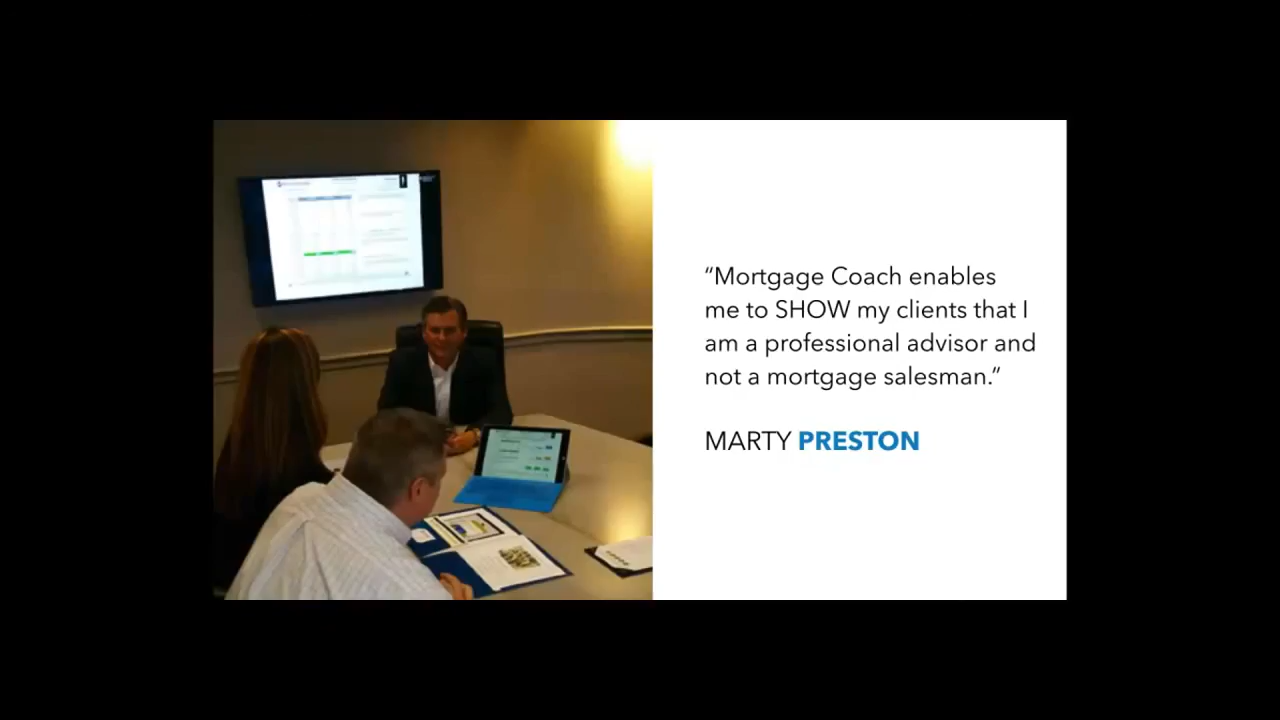 “Mortgage Coach enables
me to SHOW my clients that I
am a professional advisor and
not a mortgage salesman.”
MARTY PRESTON